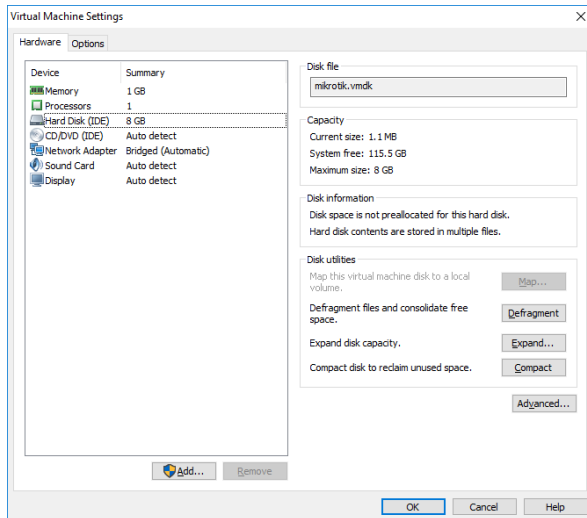 Virtual Machine Settings
Hardware Options
Device Summary
Memory 1 GB
Processors 1
Hard Disk (IDE) 8 GB
CD/DVD (IDE) Auto detect
Network Adapter Bridged (Automatic)
Sound Card Auto detect
Display Auto detect
Add... Remove
Disk file
mikrotik.vmdk
Capacity
Current size: 1.1 MB
System free: 115.5 GB
Maximum size: 8 GB
Disk information
Disk space is not preallocated for this hard disk.
Hard disk contents are stored in multiple files.
Disk utilities
Map this virtual machine disk to a local
volume.
Map...
Defragment files and consolidate free
space.
Defragment
Expand disk capacity.
Expand...
Compact disk to reclaim unused space.
Compact
Advanced...
OK Cancel Help